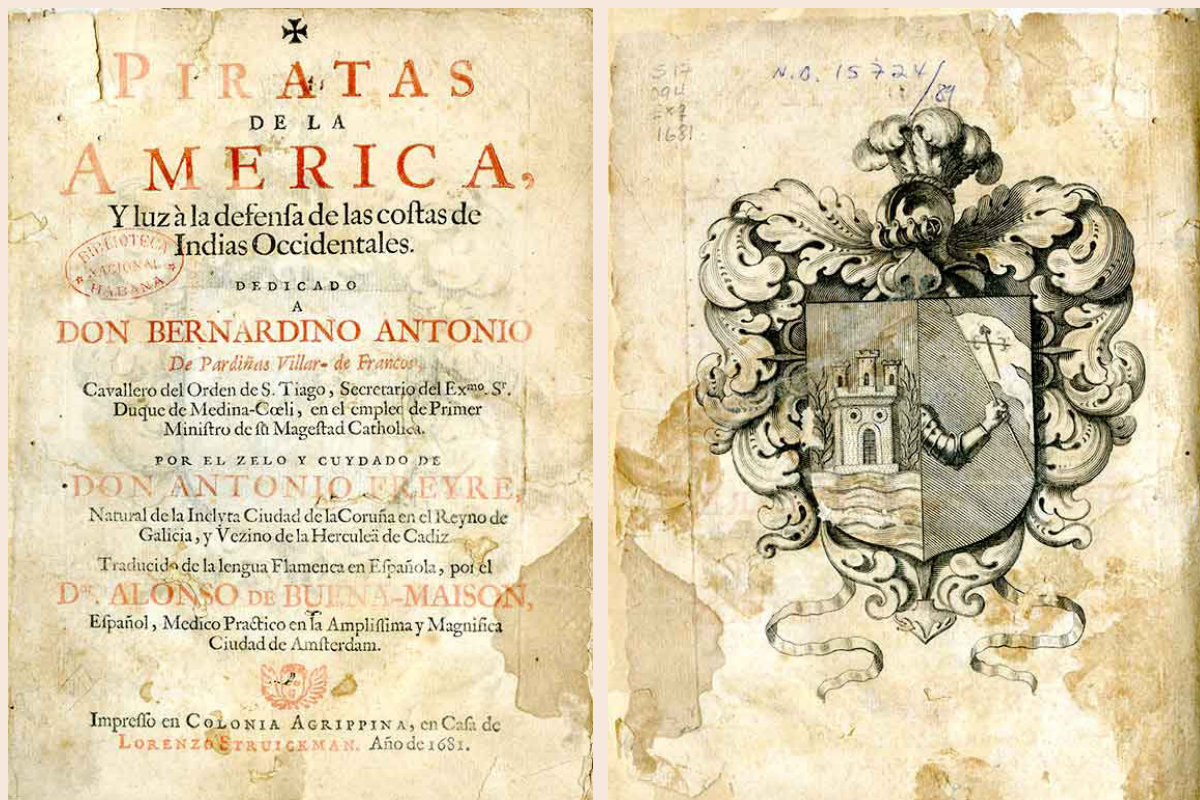 PIRATAS
DE LA
AMERICA,
Y luz à la defenſa de las coſtas de
Indias Occidentales.
BIBLIOTECA
NACIONAL
HABANA
DEDICADO
A
DON BERNARDINO ANTONIO
De Pardiñas Villar- de Francos,
Cavallero del Orden de S. Tiago, Secretario del Exmo. Sr.
Duque de Medina-Cœli, en el empleo de Primer
Miniſtro de ſu Mageſtad Catholica.
POR EL ZELO Y CUYDADO DE
DON ANTONIO FREYRE,
Natural de la Inclyta Ciudad de la Coruña en el Reyno de
Galicia, y Vezino de la Herculeã de Cadiz.
Traducido de la lengua Flamenca en Eſpañola, por el
Dor. ALONSO DE BUENA-MAISON,
Eſpañol, Medico Practico en la Ampliſſima y Magnifica
Ciudad de Amſterdam.
Impreſſo en COLONIA AGRIPPINA, en Caſa de
LORENZO STRUICKMAN. Año de 1681.
N.O. 15724/89
517
094
1681